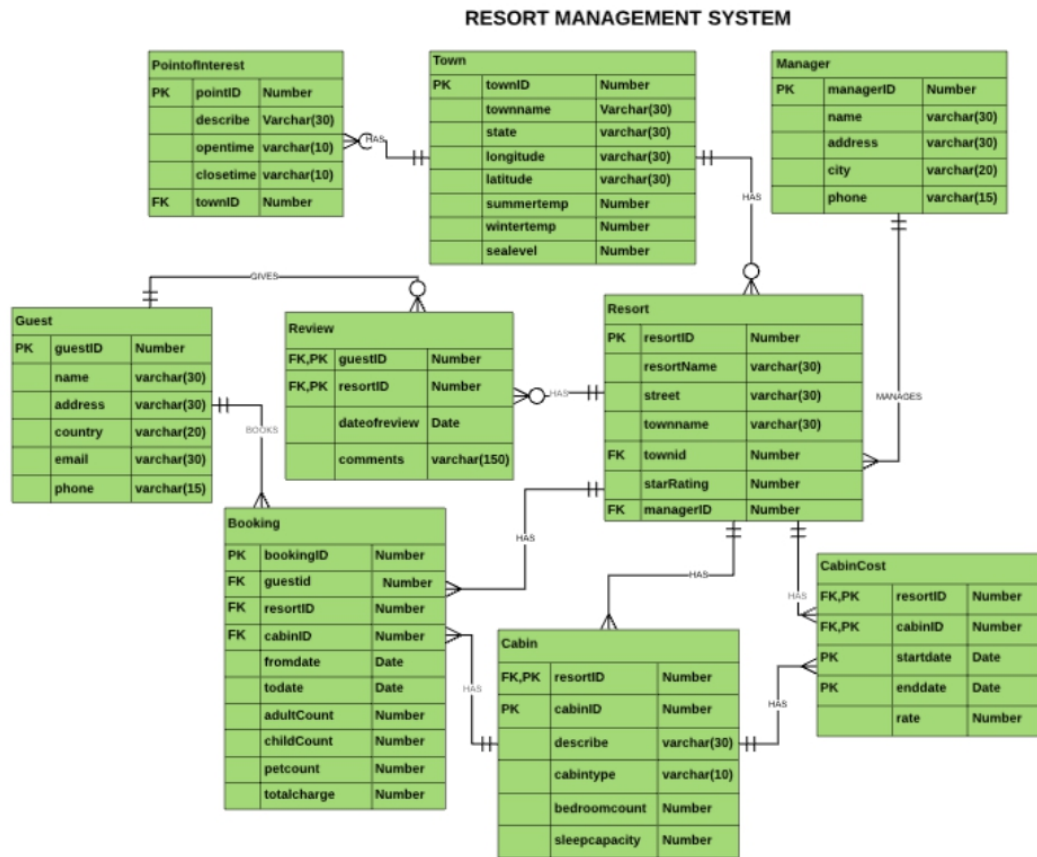 RESORT MANAGEMENT SYSTEM
PointofInterest
PK pointID Number
describe Varchar(30)
opentime varchar(10)
closetime varchar(10)
FK townID Number
HAS
Town
PK townID Number
townname Varchar(30)
state varchar(30)
longitude varchar(30)
latitude varchar(30)
summertemp Number
wintertemp Number
sealevel Number
HAS
Manager
PK managerID Number
name varchar(30)
address varchar(30)
city varchar(20)
phone varchar(15)
MANAGES
GIVES
Guest
PK guestID Number
name varchar(30)
address varchar(30)
country varchar(20)
email varchar(30)
phone varchar(15)
BOOKS
Review
FK,PK guestID Number
FK,PK resortID Number
dateofreview Date
comments varchar(150)
HAS
Resort
PK resortID Number
resortName varchar(30)
street varchar(30)
townname varchar(30)
FK townid Number
starRating Number
FK managerID Number
HAS
HAS
HAS
Booking
PK bookingID Number
FK guestid Number
FK resortID Number
FK cabinID Number
fromdate Date
todate Date
adultCount Number
childCount Number
petcount Number
totalcharge Number
HAS
Cabin
FK,PK resortID Number
PK cabinID Number
describe varchar(30)
cabintype varchar(10)
bedroomcount Number
sleepcapacity Number
HAS
CabinCost
FK,PK resortID Number
FK,PK cabinID Number
PK startdate Date
PK enddate Date
rate Number